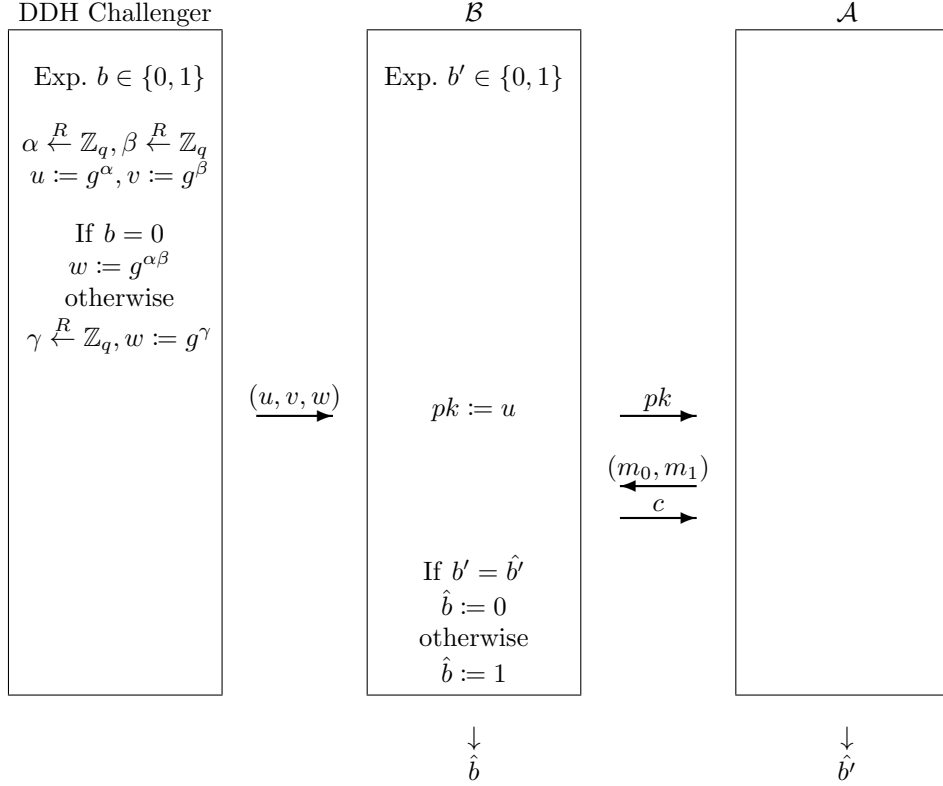 DDH Challenger
Exp. b ∈ {0, 1}
α ←R ℤq, β ←R ℤq
u := g^α, v := g^β
If b = 0
w := g^{αβ}
otherwise
γ ←R ℤq, w := g^γ
(u, v, w)
ℬ
Exp. b′ ∈ {0, 1}
pk := u
If b′ = b̂′
b̂ := 0
otherwise
b̂ := 1
↓
b̂
pk
(m₀, m₁)
c
𝒜
↓
b̂′